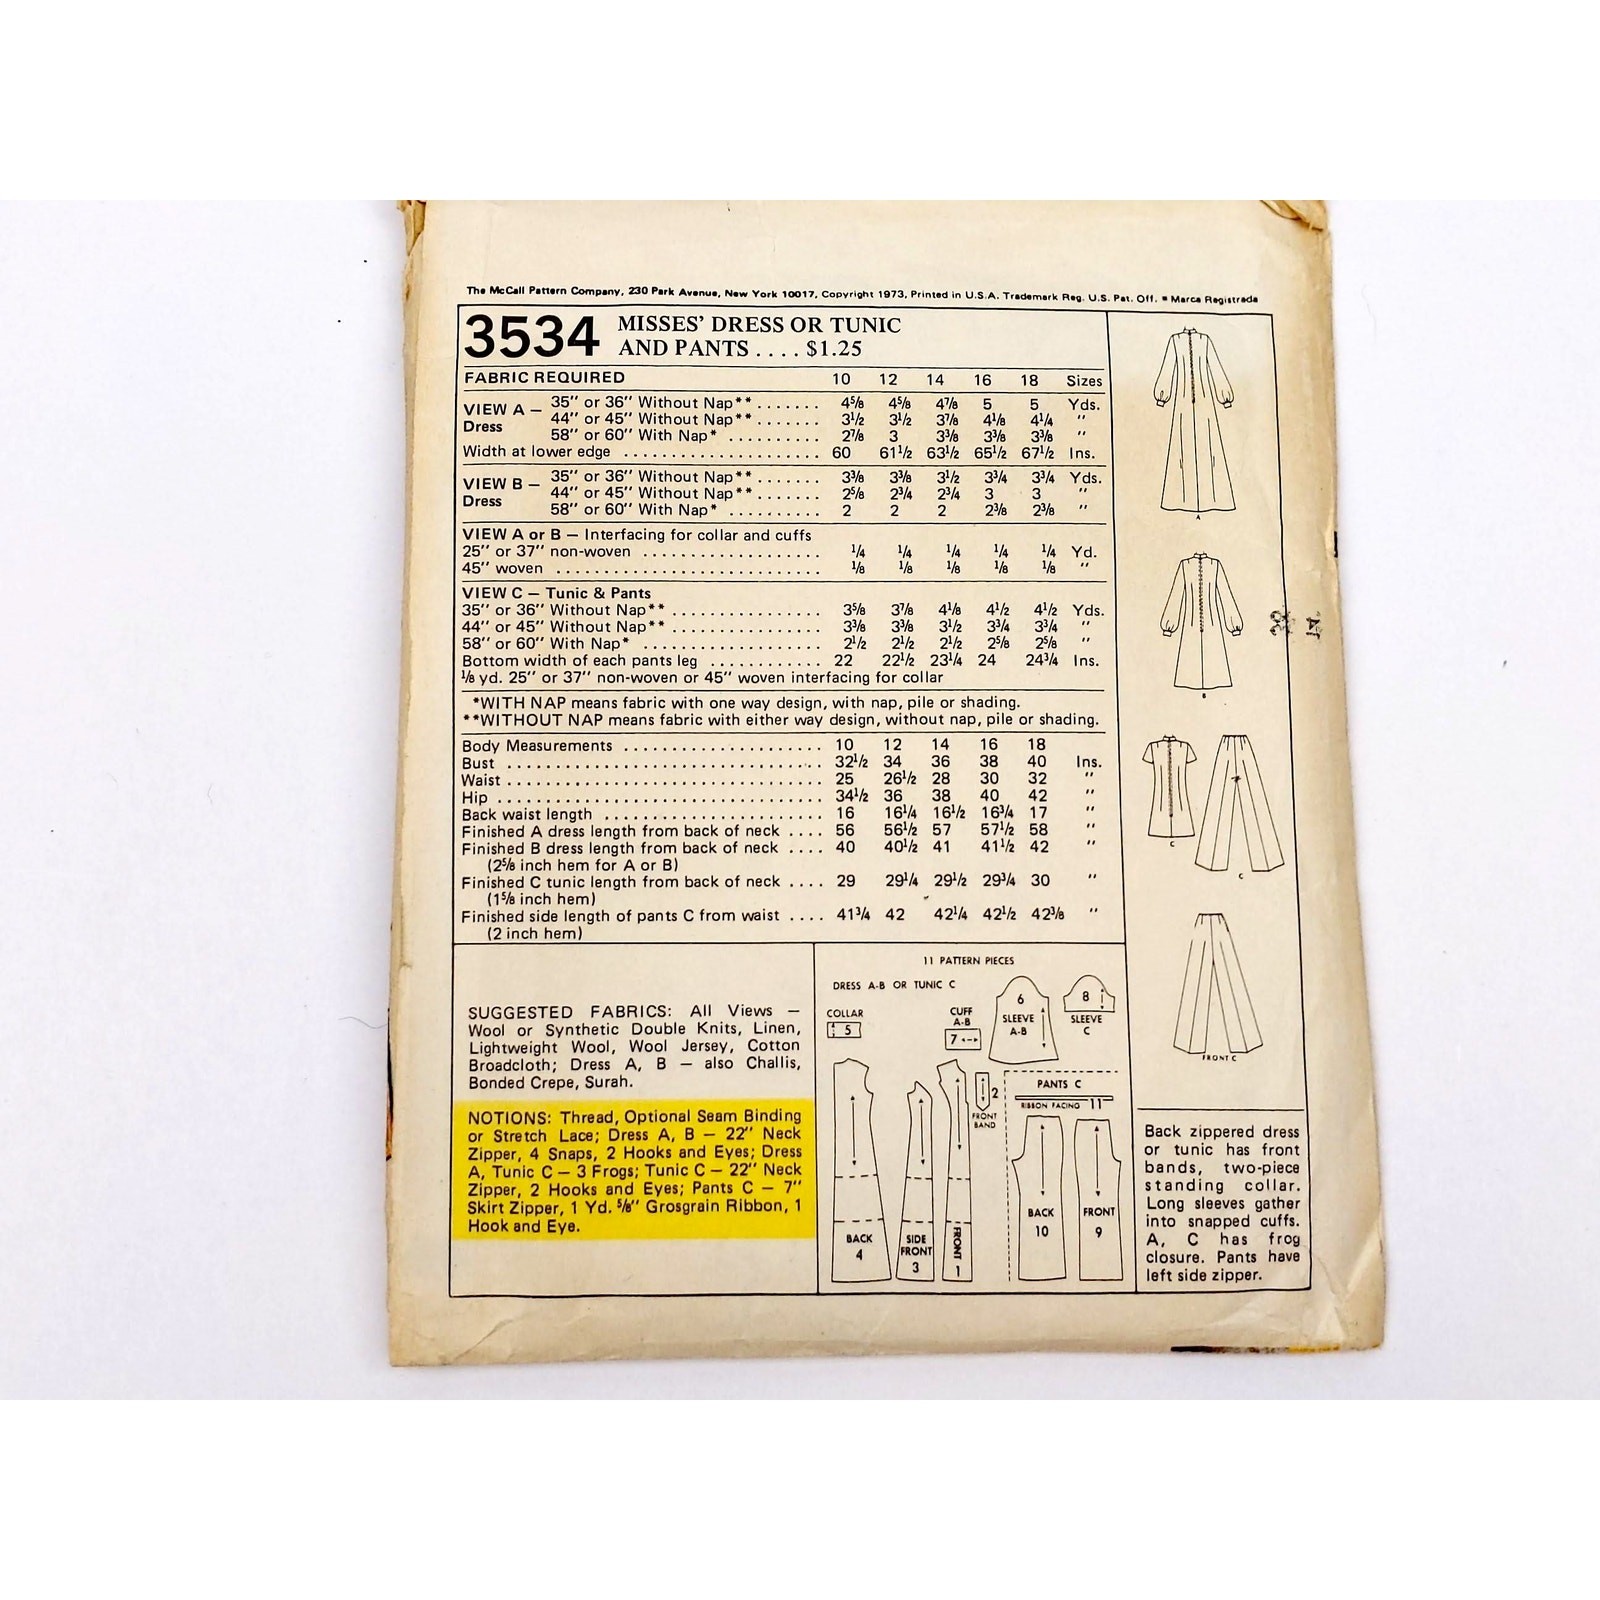 The McCall Pattern Company, 230 Park Avenue, New York 10017, Copyright 1973, Printed in U.S.A. Trademark Reg. U.S. Pat. Off. ■ Marca Registrada
3534 MISSES' DRESS OR TUNIC
AND PANTS .... $1.25
FABRIC REQUIRED 10 12 14 16 18 Sizes
VIEW A — 35" or 36" Without Nap** ....... 4⅝ 4⅝ 4⅞ 5 5 Yds.
Dress 44" or 45" Without Nap** ....... 3½ 3½ 3⅞ 4⅛ 4¼ "
58" or 60" With Nap* .......... 2⅞ 3 3⅜ 3⅜ 3⅜ "
Width at lower edge ..................... 60 61½ 63½ 65½ 67½ Ins.
VIEW B — 35" or 36" Without Nap** ....... 3⅜ 3⅜ 3½ 3¾ 3¾ Yds.
Dress 44" or 45" Without Nap** ....... 2⅝ 2¾ 2¾ 3 3 "
58" or 60" With Nap* .......... 2 2 2 2⅜ 2⅜ "
VIEW A or B — Interfacing for collar and cuffs
25" or 37" non-woven ................... ¼ ¼ ¼ ¼ ¼ Yd.
45" woven ............................ ⅛ ⅛ ⅛ ⅛ ⅛ "
VIEW C — Tunic & Pants
35" or 36" Without Nap** ................ 3⅝ 3⅞ 4⅛ 4½ 4½ Yds.
44" or 45" Without Nap** ................ 3⅜ 3⅜ 3½ 3¾ 3¾ "
58" or 60" With Nap* .................... 2½ 2½ 2½ 2⅝ 2⅝ "
Bottom width of each pants leg ............ 22 22½ 23¼ 24 24¾ Ins.
⅛ yd. 25" or 37" non-woven or 45" woven interfacing for collar
*WITH NAP means fabric with one way design, with nap, pile or shading.
**WITHOUT NAP means fabric with either way design, without nap, pile or shading.
Body Measurements ..................... 10 12 14 16 18
Bust ................................. 32½ 34 36 38 40 Ins.
Waist ................................. 25 26½ 28 30 32 "
Hip .................................. 34½ 36 38 40 42 "
Back waist length ........................ 16 16¼ 16½ 16¾ 17 "
Finished A dress length from back of neck .... 56 56½ 57 57½ 58 "
Finished B dress length from back of neck .... 40 40½ 41 41½ 42 "
(2⅝ inch hem for A or B)
Finished C tunic length from back of neck .... 29 29¼ 29½ 29¾ 30 "
(1⅝ inch hem)
Finished side length of pants C from waist .... 41¾ 42 42¼ 42½ 42⅜ "
(2 inch hem)
SUGGESTED FABRICS: All Views —
Wool or Synthetic Double Knits, Linen,
Lightweight Wool, Wool Jersey, Cotton
Broadcloth; Dress A, B — also Challis,
Bonded Crepe, Surah.
NOTIONS: Thread, Optional Seam Binding
or Stretch Lace; Dress A, B — 22" Neck
Zipper, 4 Snaps, 2 Hooks and Eyes; Dress
A, Tunic C — 3 Frogs; Tunic C — 22" Neck
Zipper, 2 Hooks and Eyes; Pants C — 7"
Skirt Zipper, 1 Yd. ⅝" Grosgrain Ribbon, 1
Hook and Eye.
11 PATTERN PIECES
DRESS A-B OR TUNIC C
COLLAR
5
CUFF
A-B
7
6
SLEEVE
A-B
8
SLEEVE
C
2
FRONT
BAND
PANTS C
RIBBON FACING 11
BACK
4
SIDE
FRONT
3
FRONT 1
BACK
10
FRONT
9
A
B
C
C
FRONT C
Back zippered dress
or tunic has front
bands, two-piece
standing collar.
Long sleeves gather
into snapped cuffs.
A, C has frog
closure. Pants have
left side zipper.